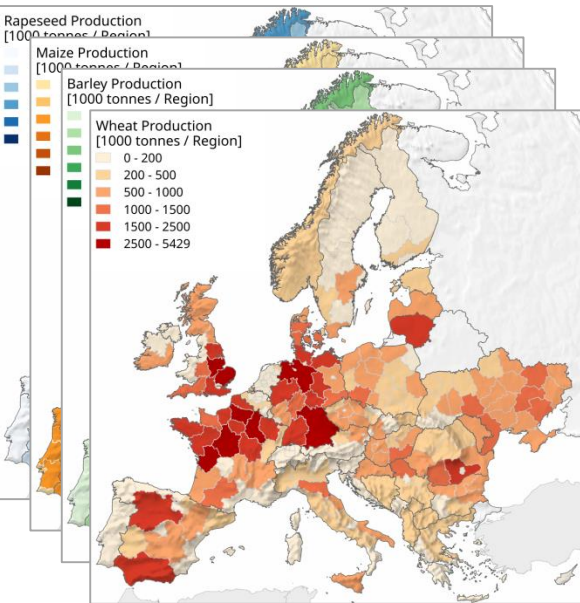 Rapeseed Production
[1000 tonnes / Region]
Maize Production
[1000 tonnes / Region]
Barley Production
[1000 tonnes / Region]
Wheat Production
[1000 tonnes / Region]
0 - 200
200 - 500
500 - 1000
1000 - 1500
1500 - 2500
2500 - 5429